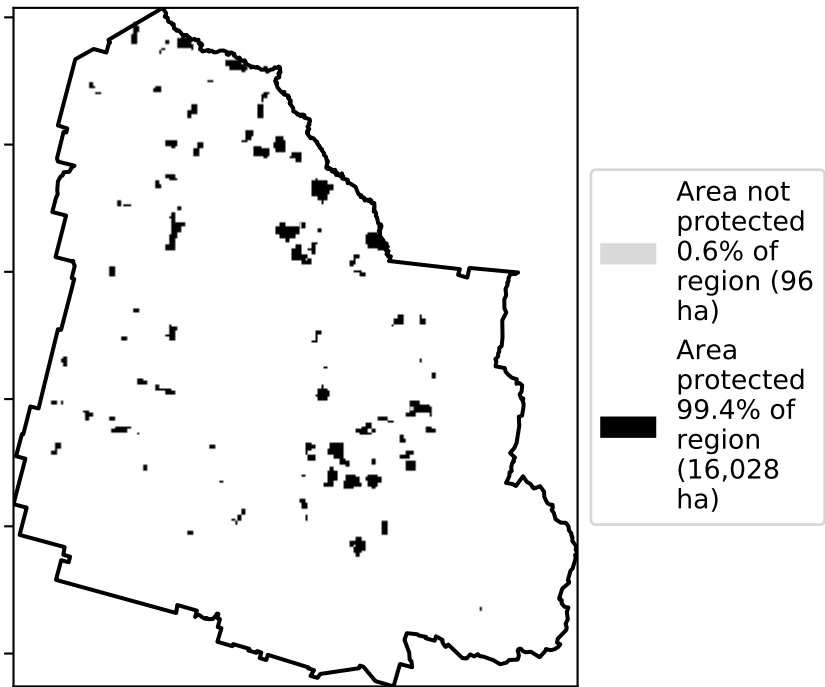 Area not
protected
0.6% of
region (96
ha)
Area
protected
99.4% of
region
(16,028
ha)